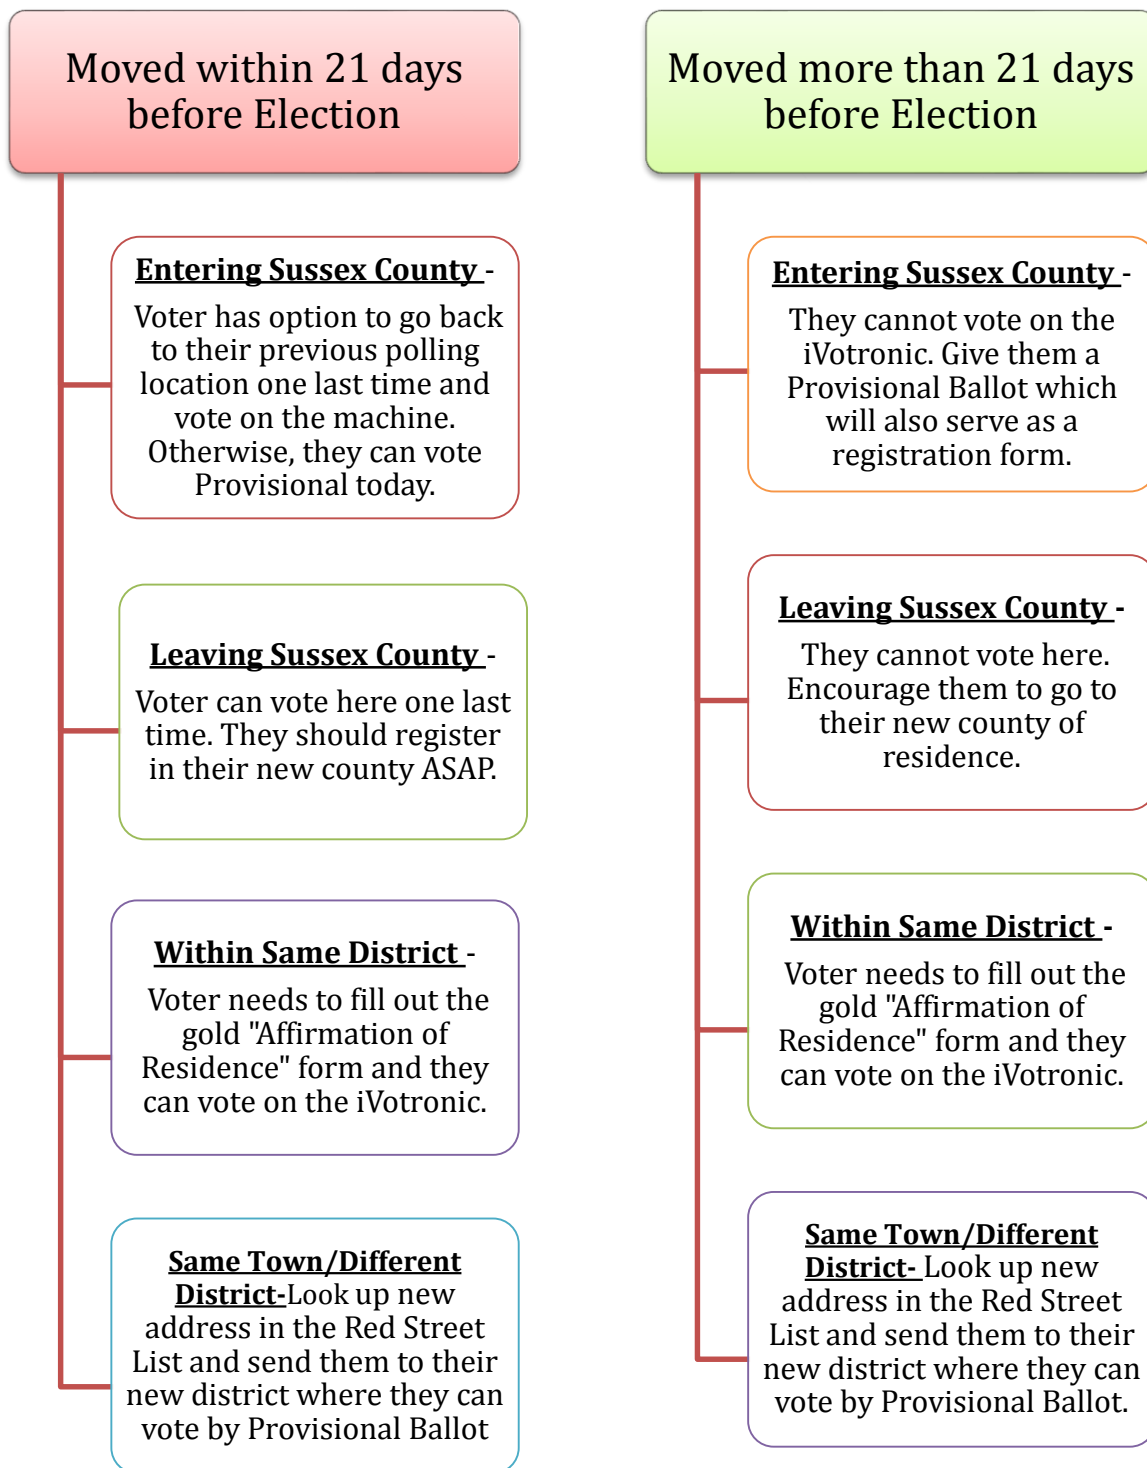 Moved within 21 days
before Election
Entering Sussex County -
Voter has option to go back
to their previous polling
location one last time and
vote on the machine.
Otherwise, they can vote
Provisional today.
Leaving Sussex County -
Voter can vote here one last
time. They should register
in their new county ASAP.
Within Same District -
Voter needs to fill out the
gold "Affirmation of
Residence" form and they
can vote on the iVotronic.
Same Town/Different
District-Look up new
address in the Red Street
List and send them to their
new district where they can
vote by Provisional Ballot
Moved more than 21 days
before Election
Entering Sussex County -
They cannot vote on the
iVotronic. Give them a
Provisional Ballot which
will also serve as a
registration form.
Leaving Sussex County -
They cannot vote here.
Encourage them to go to
their new county of
residence.
Within Same District -
Voter needs to fill out the
gold "Affirmation of
Residence" form and they
can vote on the iVotronic.
Same Town/Different
District- Look up new
address in the Red Street
List and send them to their
new district where they can
vote by Provisional Ballot.